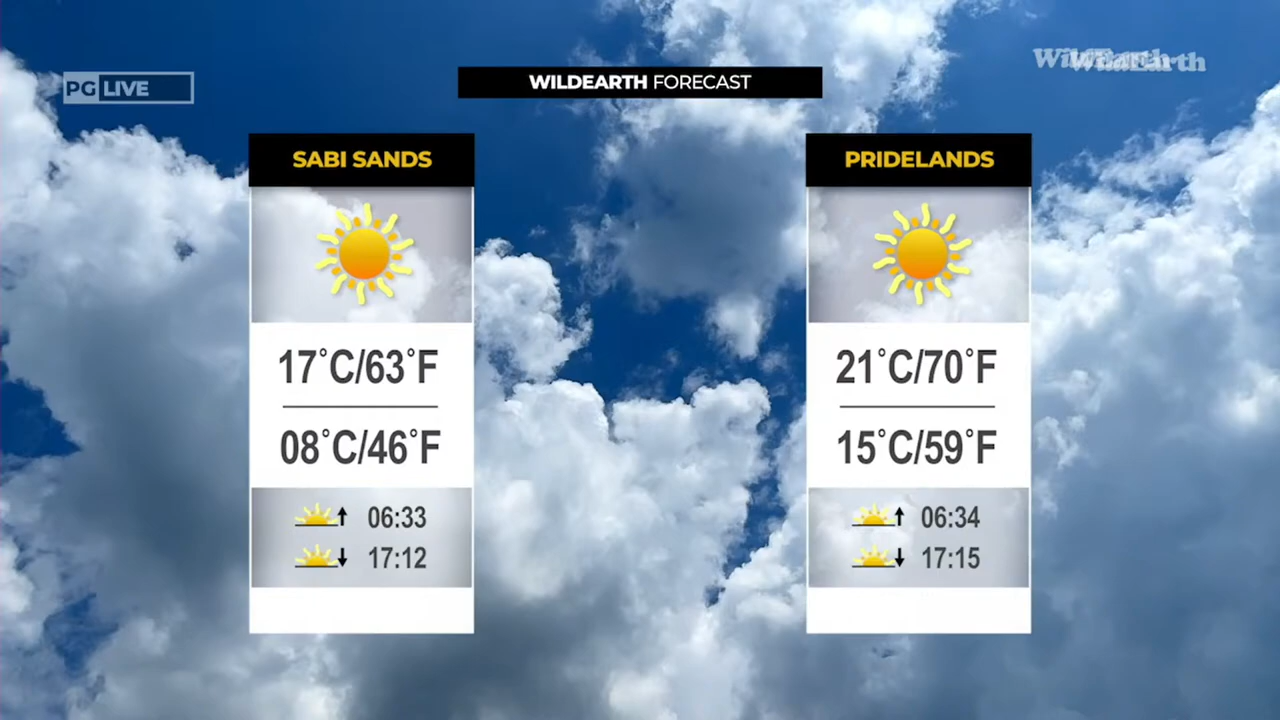 PG LIVE
WildEarth
WILDEARTH FORECAST
SABI SANDS
17°C/63°F
08°C/46°F
06:33
17:12
PRIDELANDS
21°C/70°F
15°C/59°F
06:34
17:15